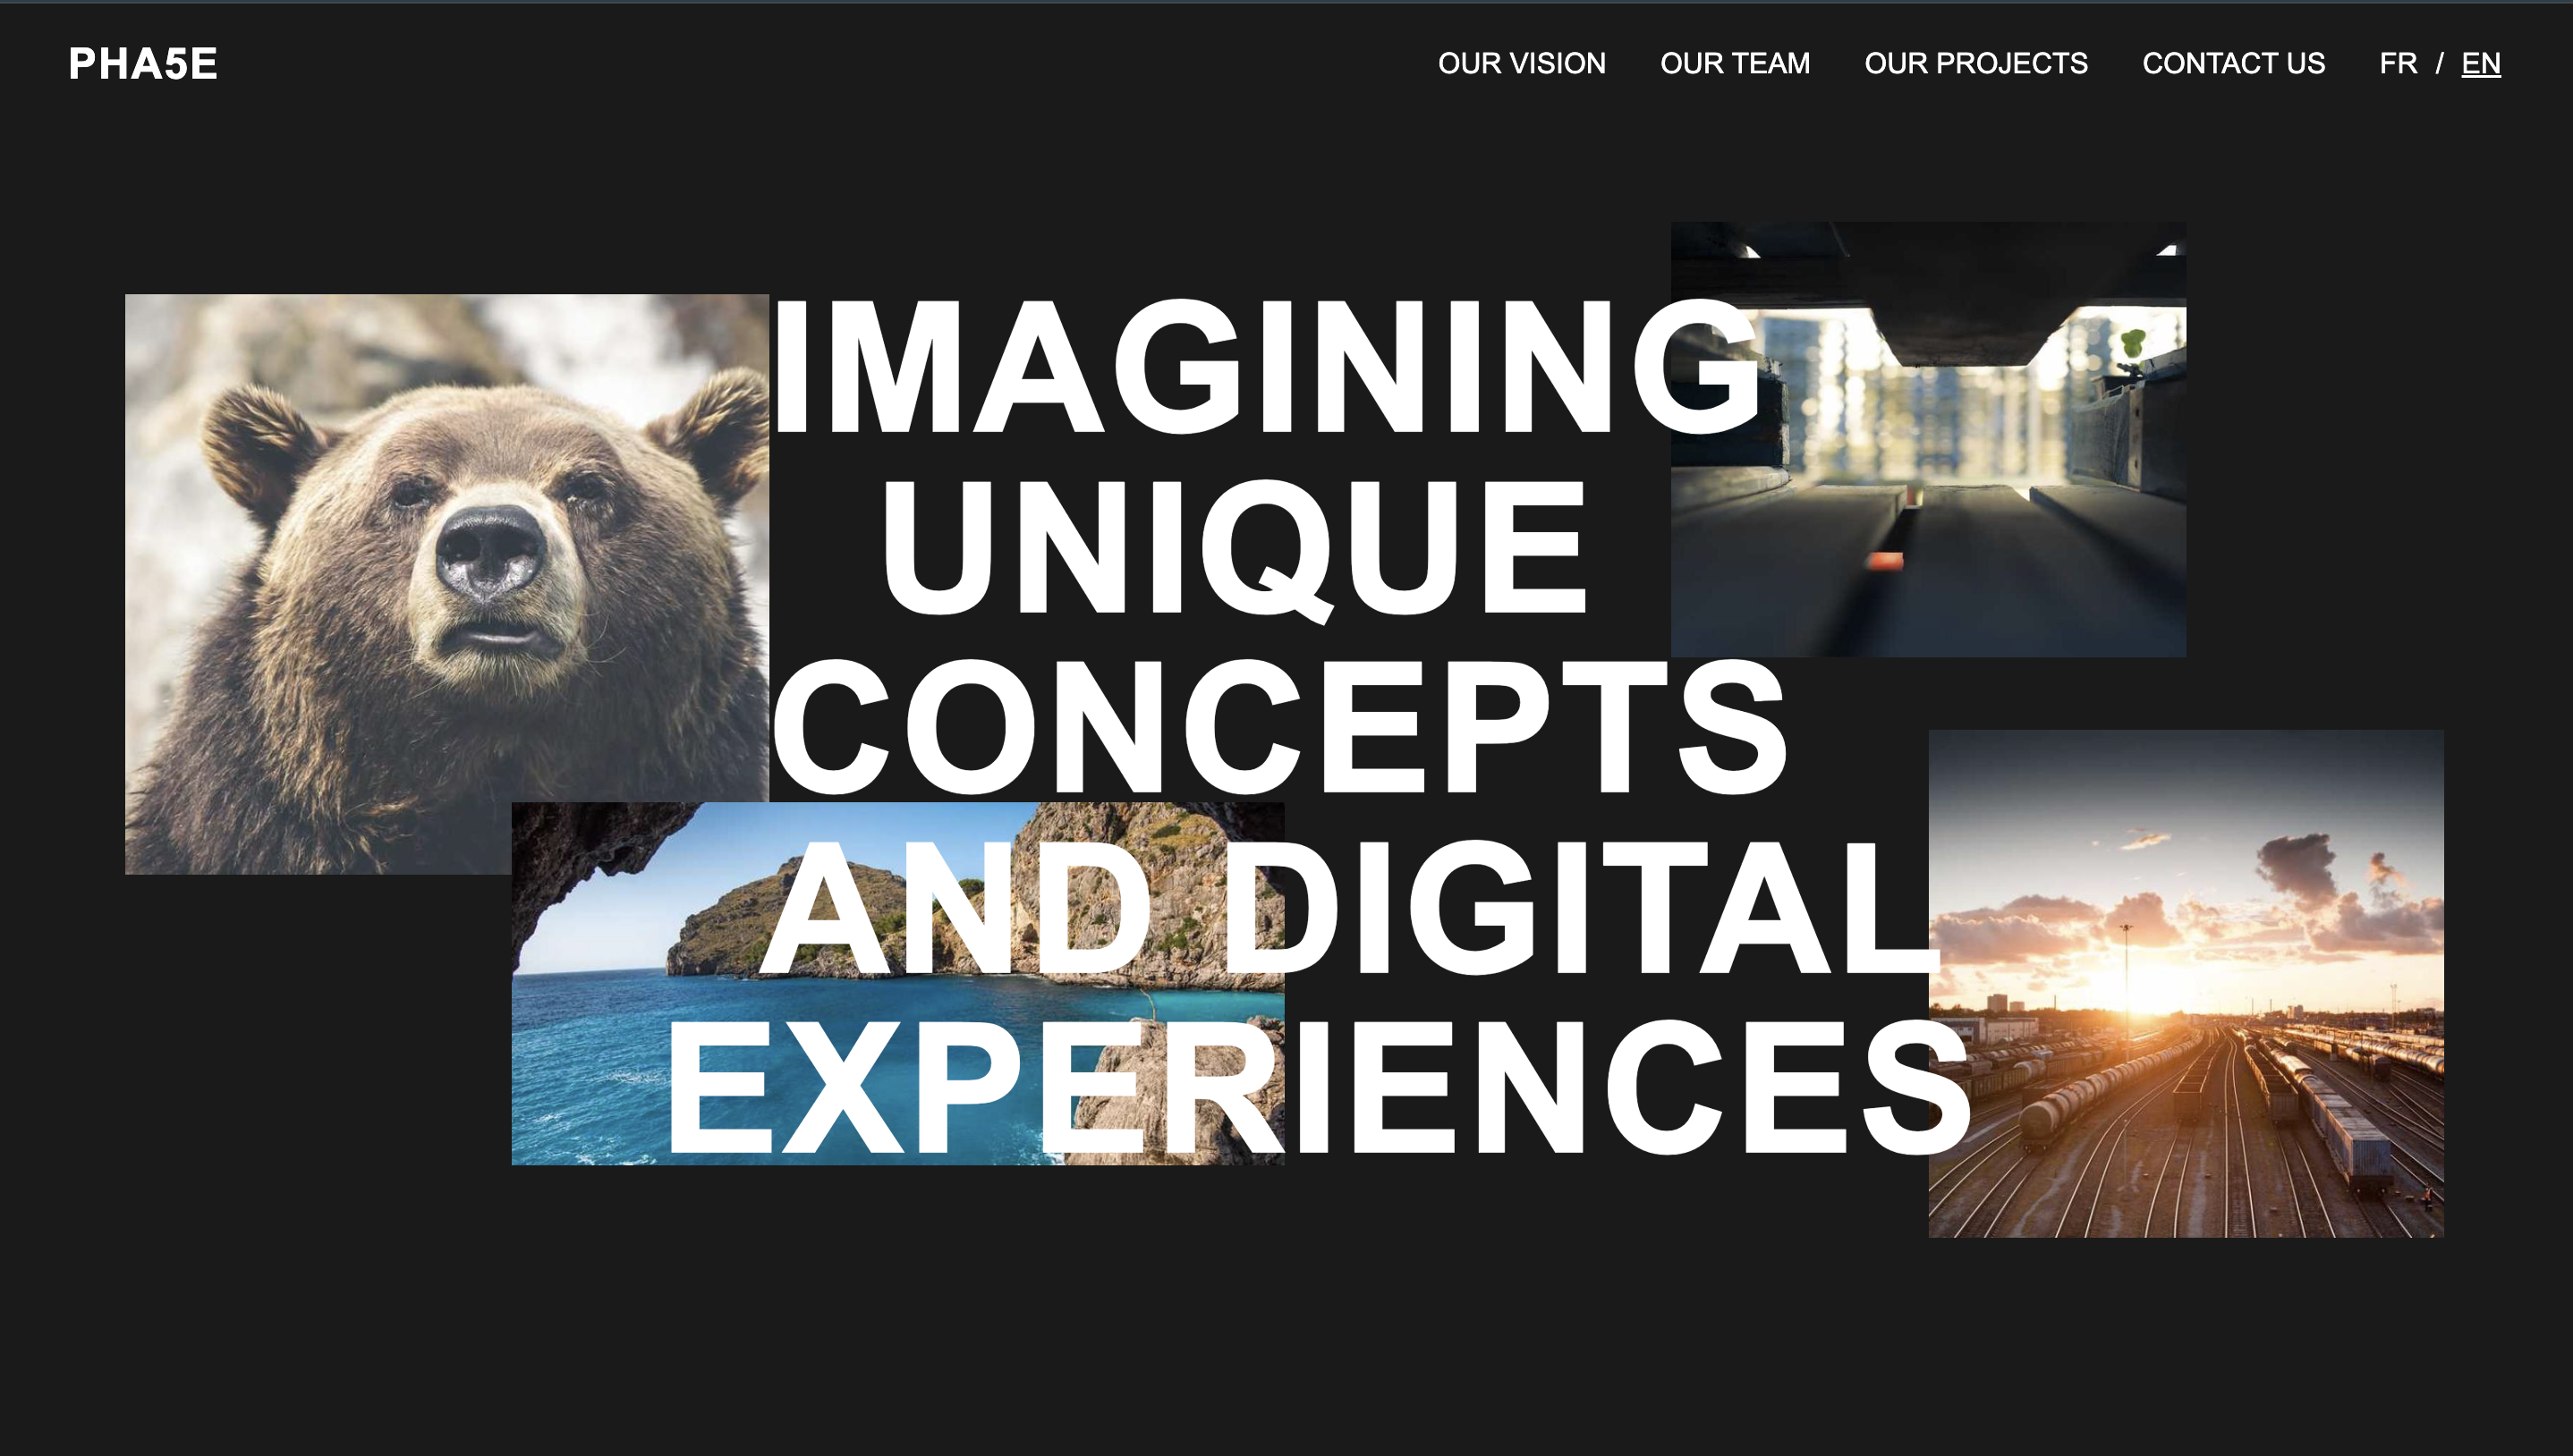 PHA5E
OUR VISION OUR TEAM OUR PROJECTS CONTACT US FR / EN
IMAGINING
UNIQUE
CONCEPTS
AND DIGITAL
EXPERIENCES